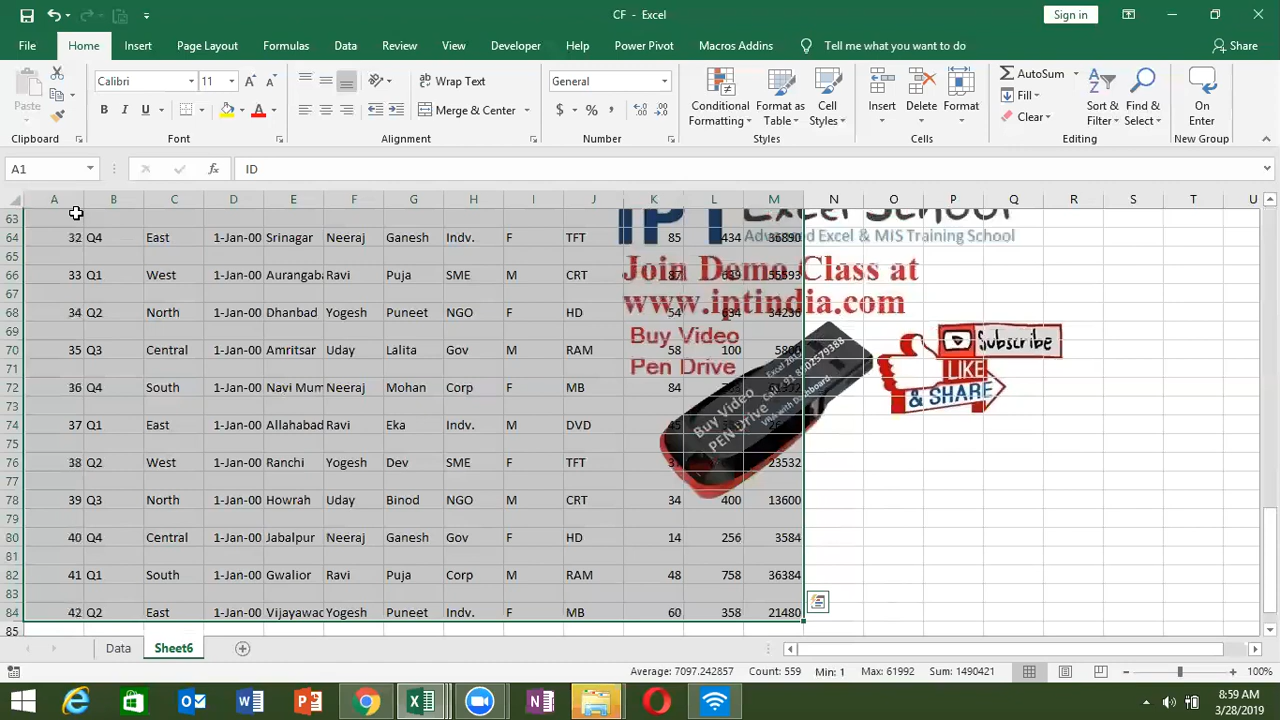 CF - Excel
Sign in
File Home Insert Page Layout Formulas Data Review View Developer Help Power Pivot Macros Addins Tell me what you want to do Share
Paste
Calibri 11
B I U
Wrap Text
Merge & Center
General
$ % ,
Conditional Formatting
Format as Table
Cell Styles
Insert Delete Format
AutoSum
Fill
Clear
Sort & Filter
Find & Select
On Enter
Clipboard Font Alignment Number Styles Cells Editing New Group
A1 fx ID
A B C D E F G H I J K L M N O P Q R S T U
63
64 32 Q4 East 1-Jan-00 Srinagar Neeraj Ganesh Indv. F TFT 85 434 36890
65
66 33 Q1 West 1-Jan-00 Aurangaba Ravi Puja SME M CRT 87 639 55593
67
68 34 Q2 North 1-Jan-00 Dhanbad Yogesh Puneet NGO F HD 54 634 34236
69
70 35 Q3 Central 1-Jan-00 Amritsar Uday Lalita Gov M RAM 58 100 5800
71
72 36 Q4 South 1-Jan-00 Navi Mum Neeraj Mohan Corp F MB 84
73
74 37 Q1 East 1-Jan-00 Allahabad Ravi Eka Indv. M DVD 45
75
76 38 Q2 West 1-Jan-00 Ranchi Yogesh Dev SME F TFT 23532
77
78 39 Q3 North 1-Jan-00 Howrah Uday Binod NGO M CRT 34 400 13600
79
80 40 Q4 Central 1-Jan-00 Jabalpur Neeraj Ganesh Gov F HD 14 256 3584
81
82 41 Q1 South 1-Jan-00 Gwalior Ravi Puja Corp M RAM 48 758 36384
83
84 42 Q2 East 1-Jan-00 Vijayawad Yogesh Puneet Indv. F MB 60 358 21480
85
IPT Excel School
Advanced Excel & MIS Training School
Join Demo Class at
www.iptindia.com
Buy Video
Pen Drive
Buy Video
PEN Drive
Subscribe
LIKE
& SHARE
Data Sheet6
Average: 7097.242857 Count: 559 Min: 1 Max: 61992 Sum: 1490421 100%
8:59 AM
3/28/2019